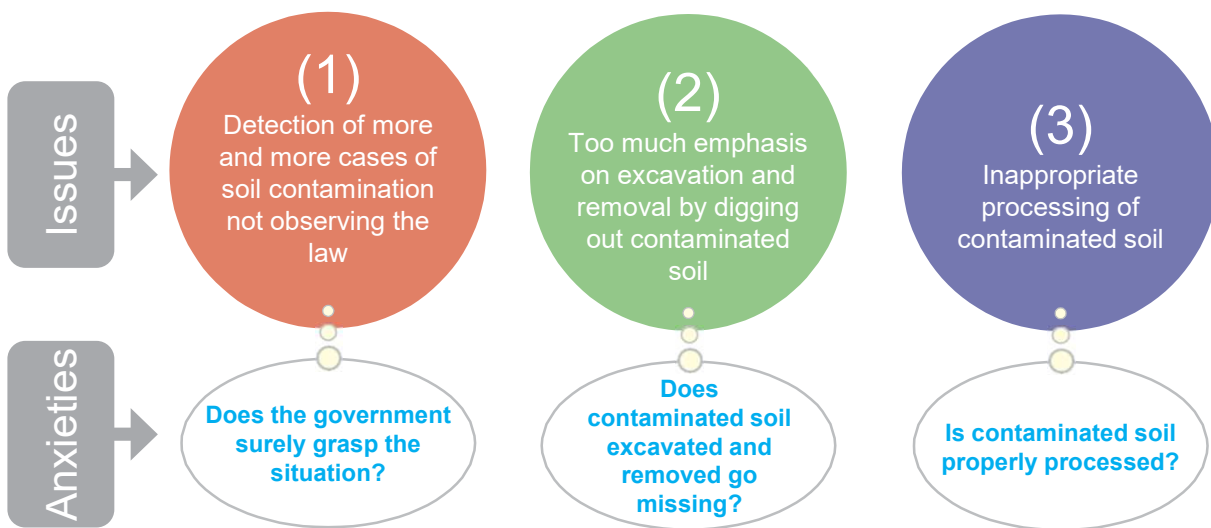 Issues
(1)
Detection of more
and more cases of
soil contamination
not observing the
law
(2)
Too much emphasis
on excavation and
removal by digging
out contaminated
soil
(3)
Inappropriate
processing of
contaminated soil
Anxieties
Does the government
surely grasp the
situation?
Does
contaminated soil
excavated and
removed go
missing?
Is contaminated soil
properly processed?